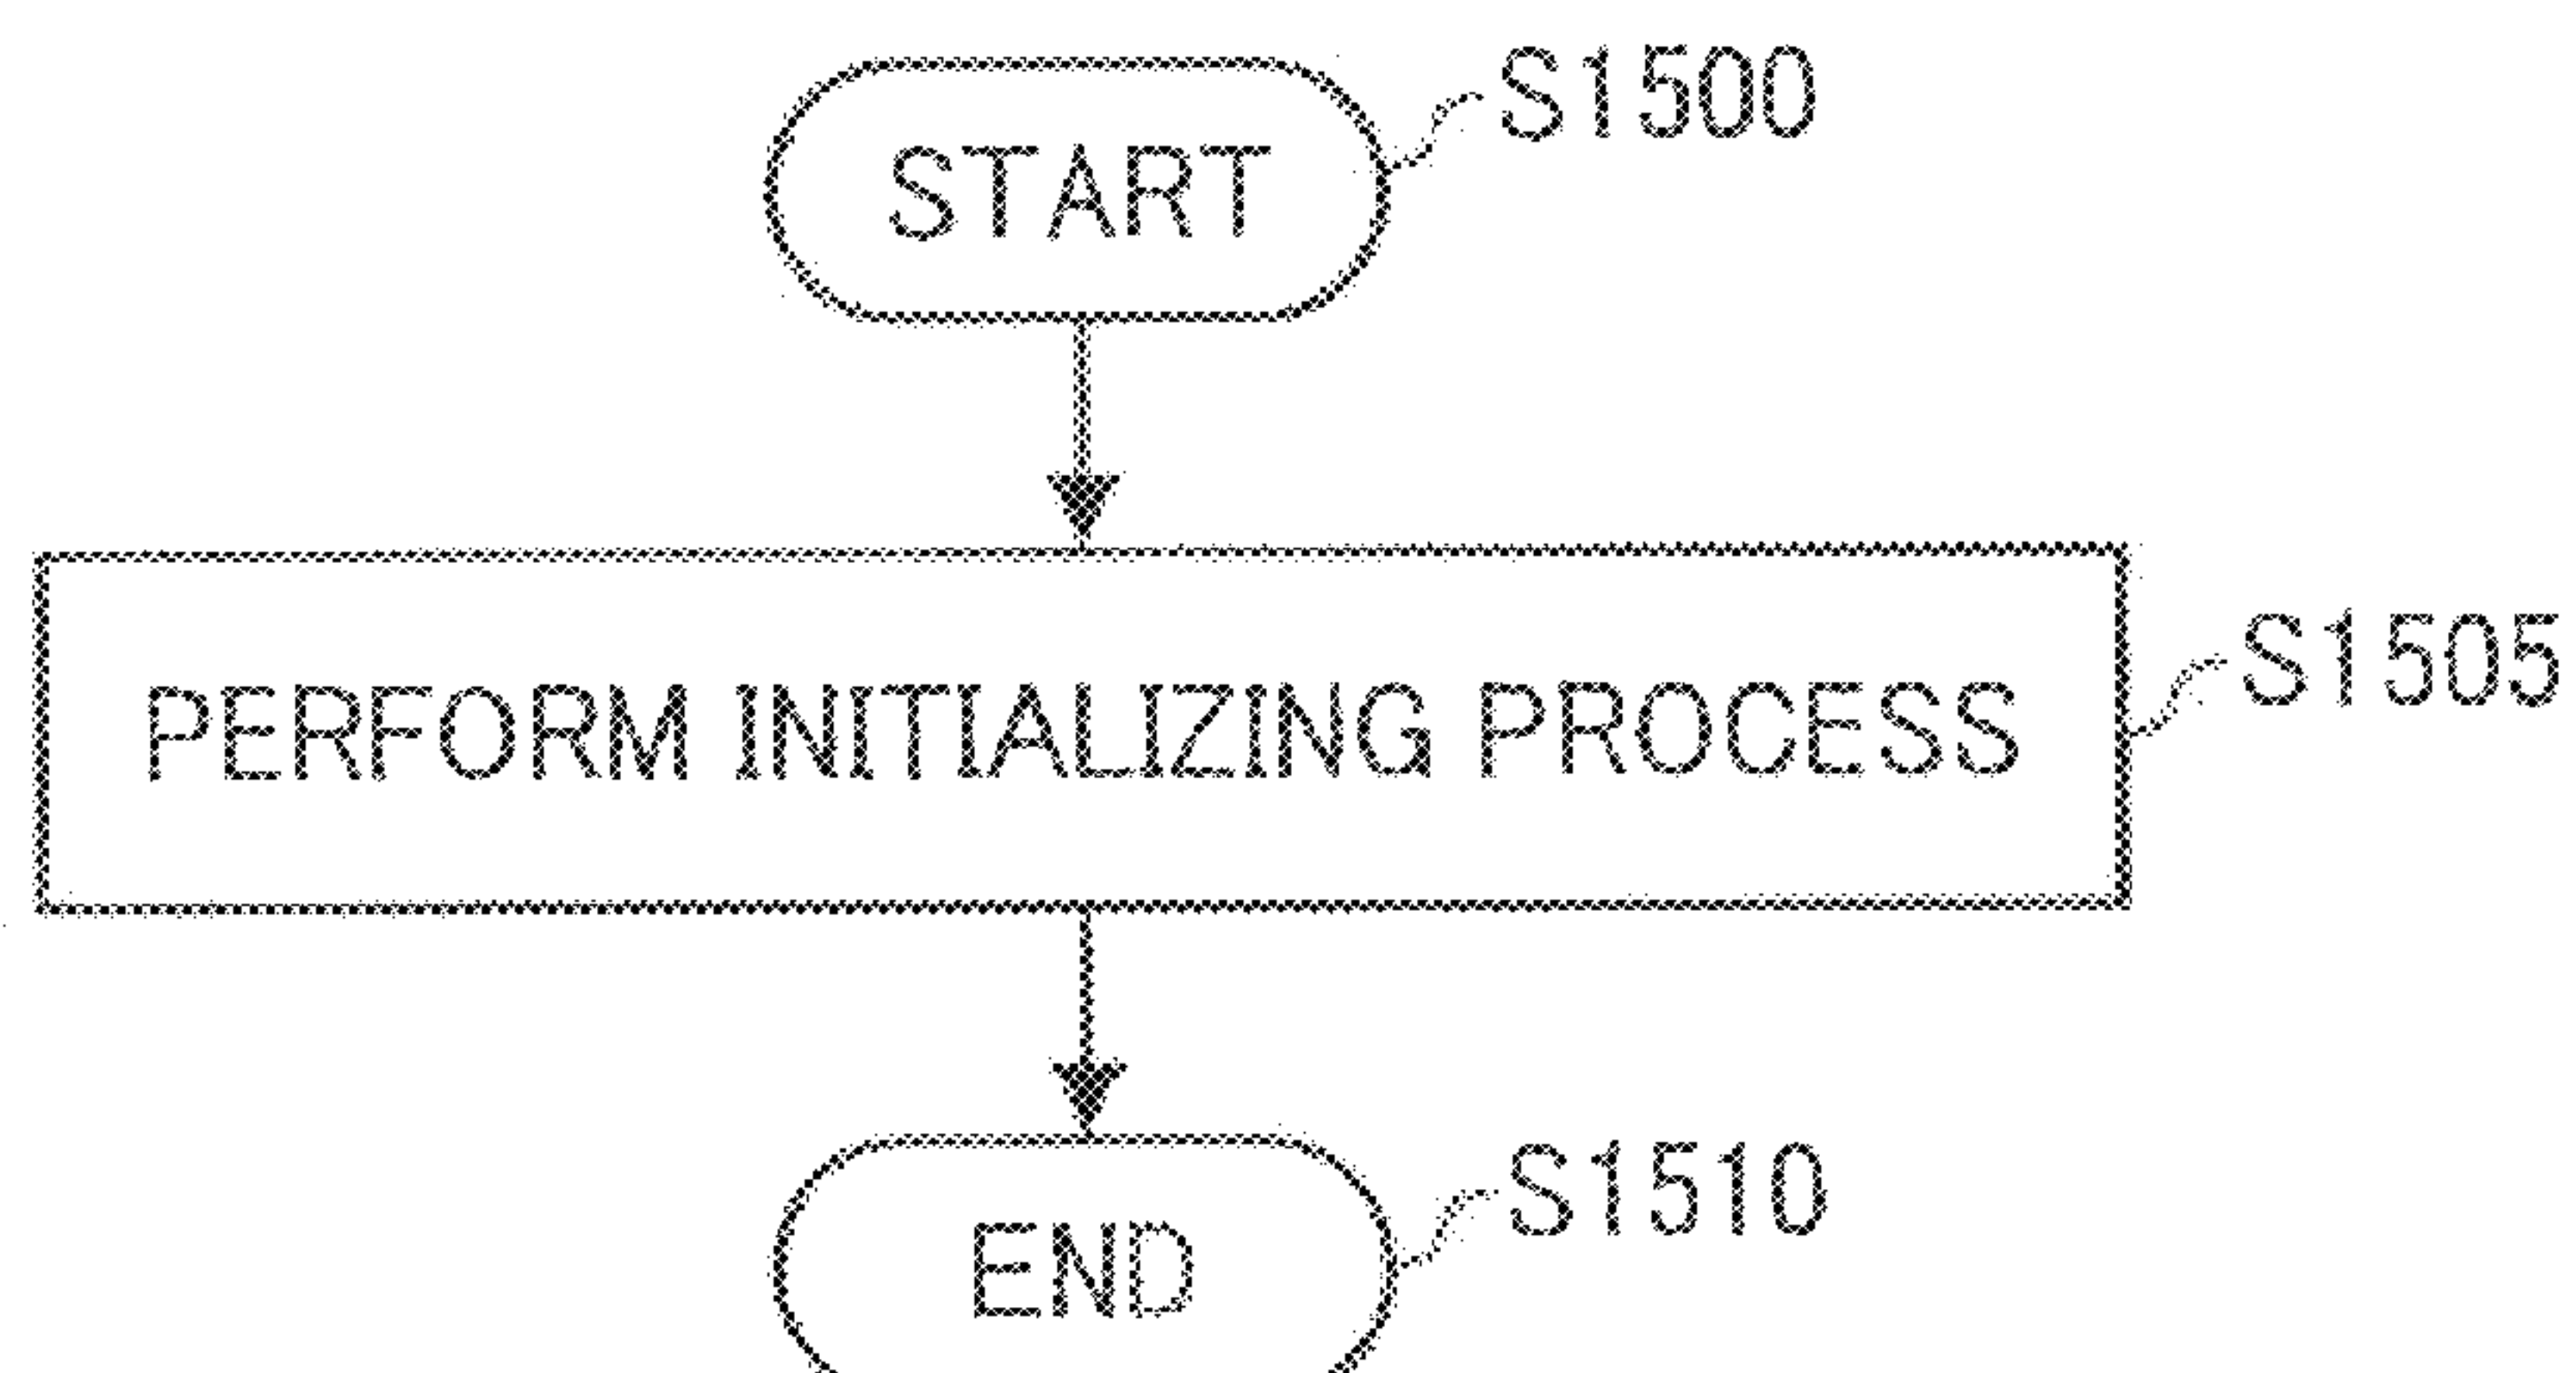 START
S1500
PERFORM INITIALIZING PROCESS
S1505
END
S1510